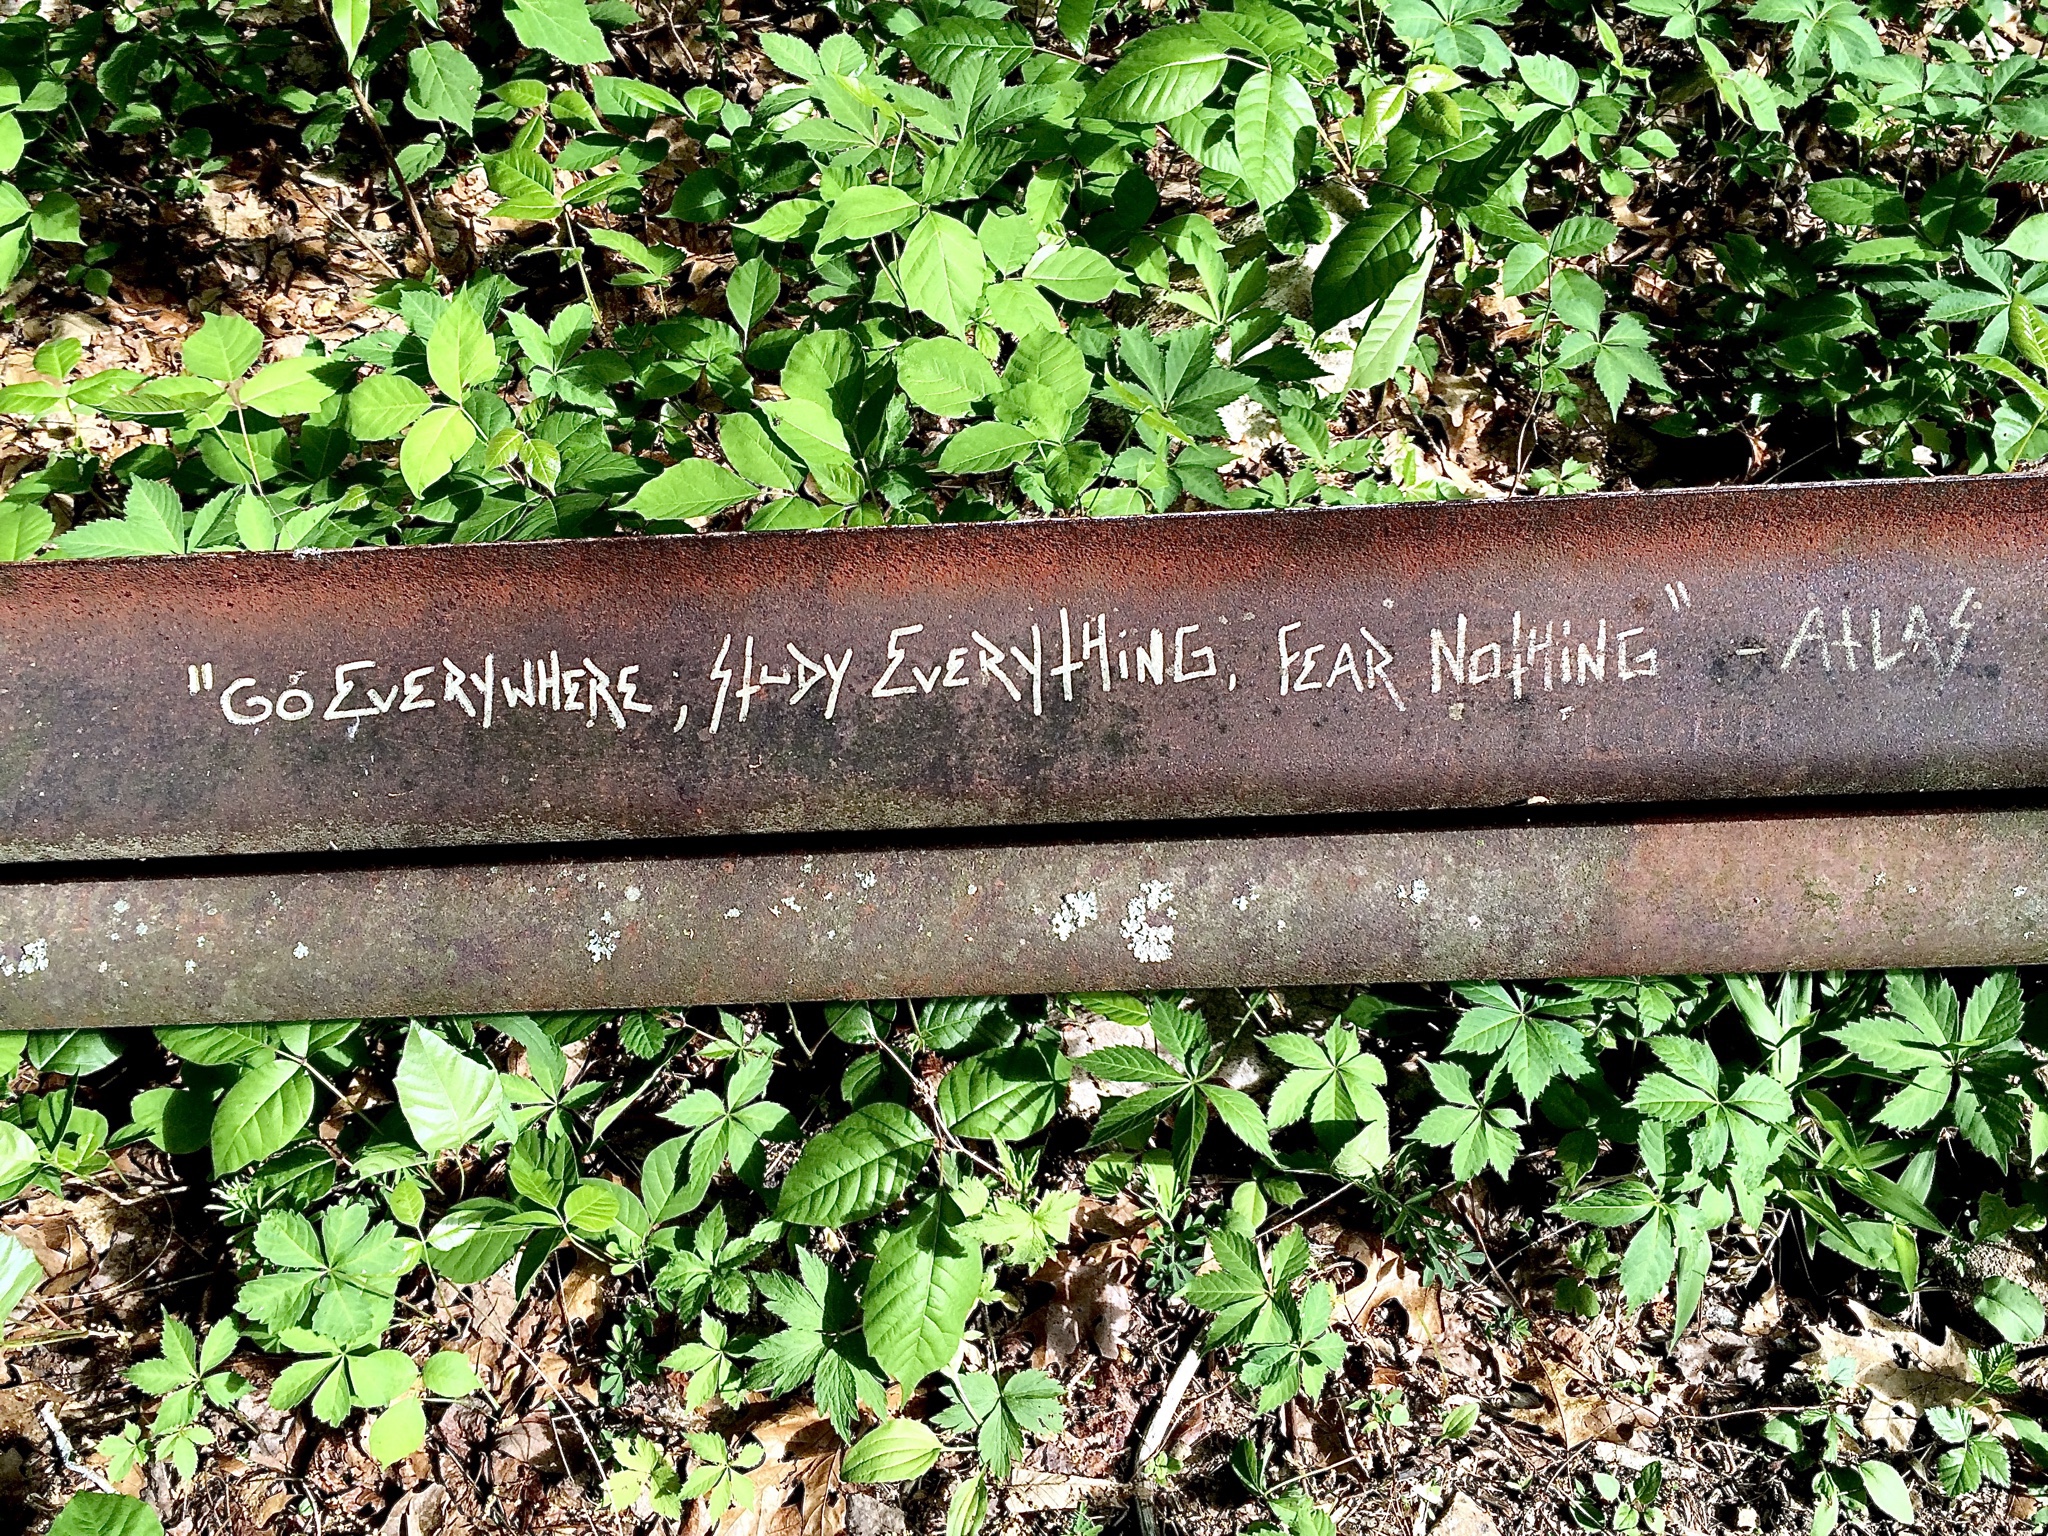 "GO EVERYWHERE; STUDY EVERYTHING, FEAR NOTHING" - ATLAS